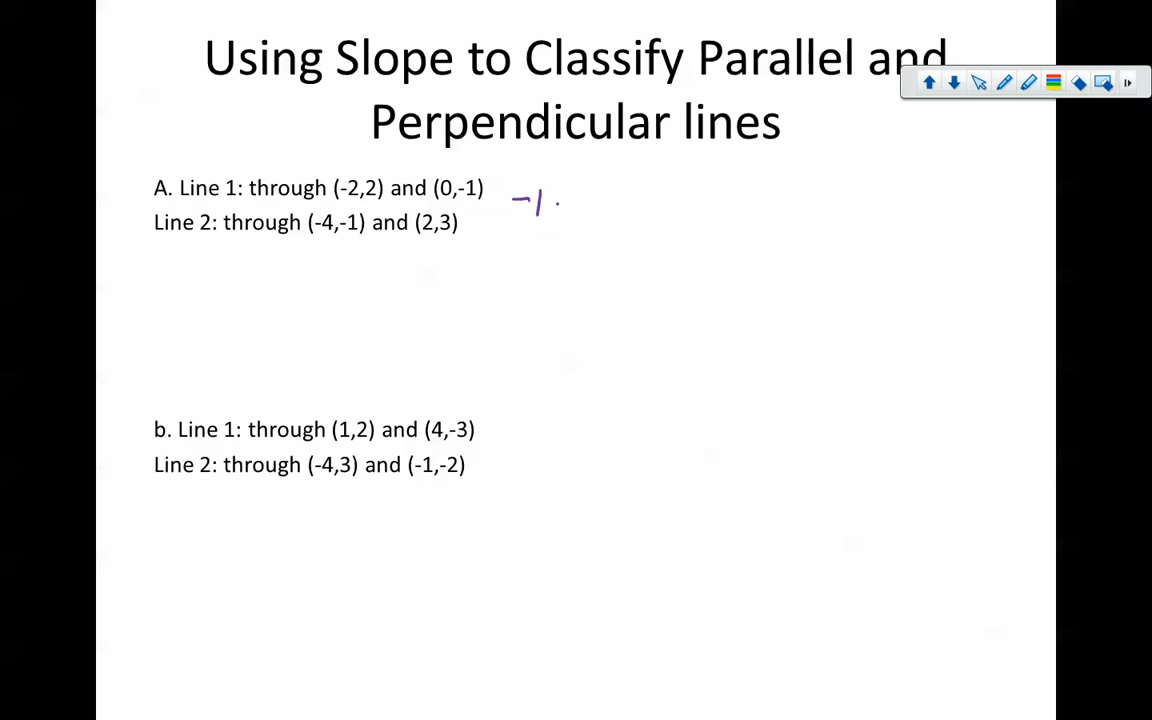 Using Slope to Classify Parallel and
Perpendicular lines
A. Line 1: through (-2,2) and (0,-1)
-1
Line 2: through (-4,-1) and (2,3)
b. Line 1: through (1,2) and (4,-3)
Line 2: through (-4,3) and (-1,-2)